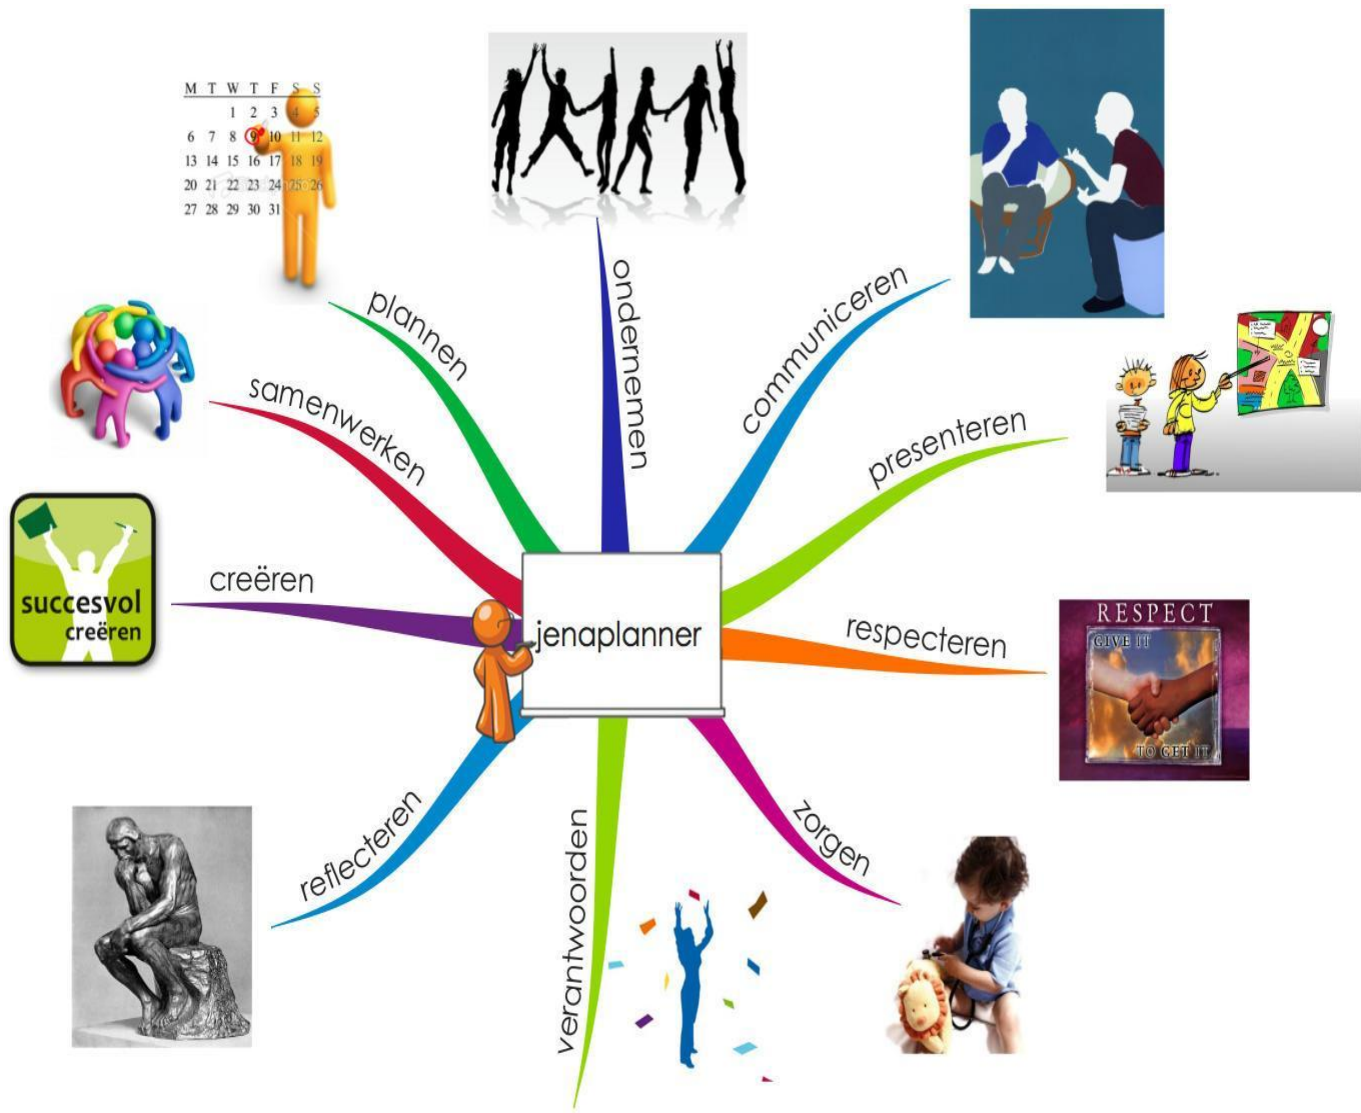 M T W T F S S
1 2 3 4 5
6 7 8 9 10 11 12
13 14 15 16 17 18 19
20 21 22 23 24 25 26
27 28 29 30 31
plannen
ondernemen
communiceren
samenwerken
presenteren
creëren
succesvol
creëren
jenaplanner
respecteren
RESPECT
GIVE IT
TO GET IT
reflecteren
verantwoorden
zorgen